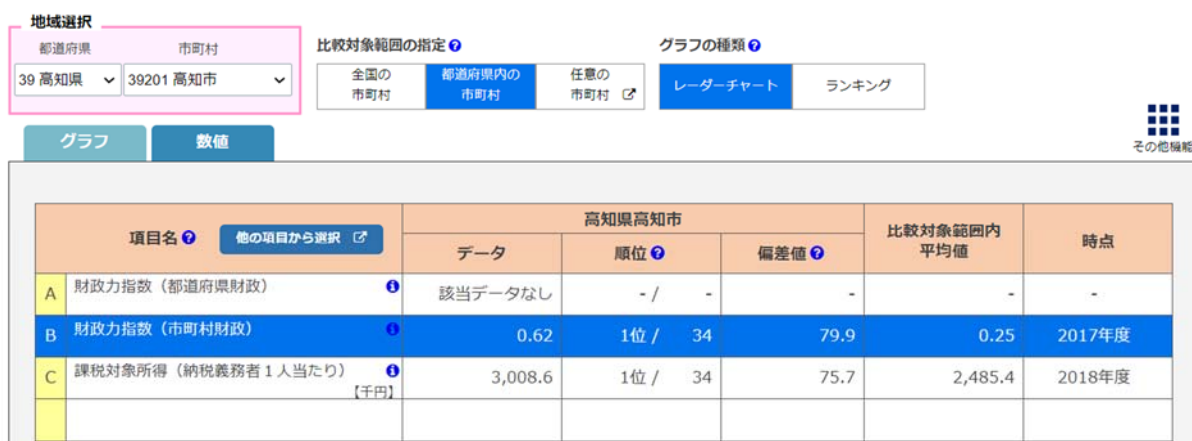 地域選択
都道府県 市町村
39 高知県 39201 高知市
比較対象範囲の指定
全国の
市町村
都道府県内の
市町村
任意の
市町村
グラフの種類
レーダーチャート ランキング
その他機能
グラフ 数値
項目名 他の項目から選択 高知県高知市 比較対象範囲内
平均値 時点
データ 順位 偏差値
A 財政力指数（都道府県財政） 該当データなし - / - - - -
B 財政力指数（市町村財政） 0.62 1位 / 34 79.9 0.25 2017年度
C 課税対象所得（納税義務者１人当たり）
【千円】 3,008.6 1位 / 34 75.7 2,485.4 2018年度